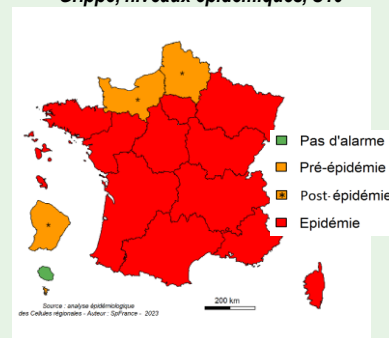 Pas d'alarme
Pré-épidémie
Post-épidémie
Epidémie
200 km
Source : analyse épidémiologique
des Cellules régionales - Auteur : SpFrance - 2023